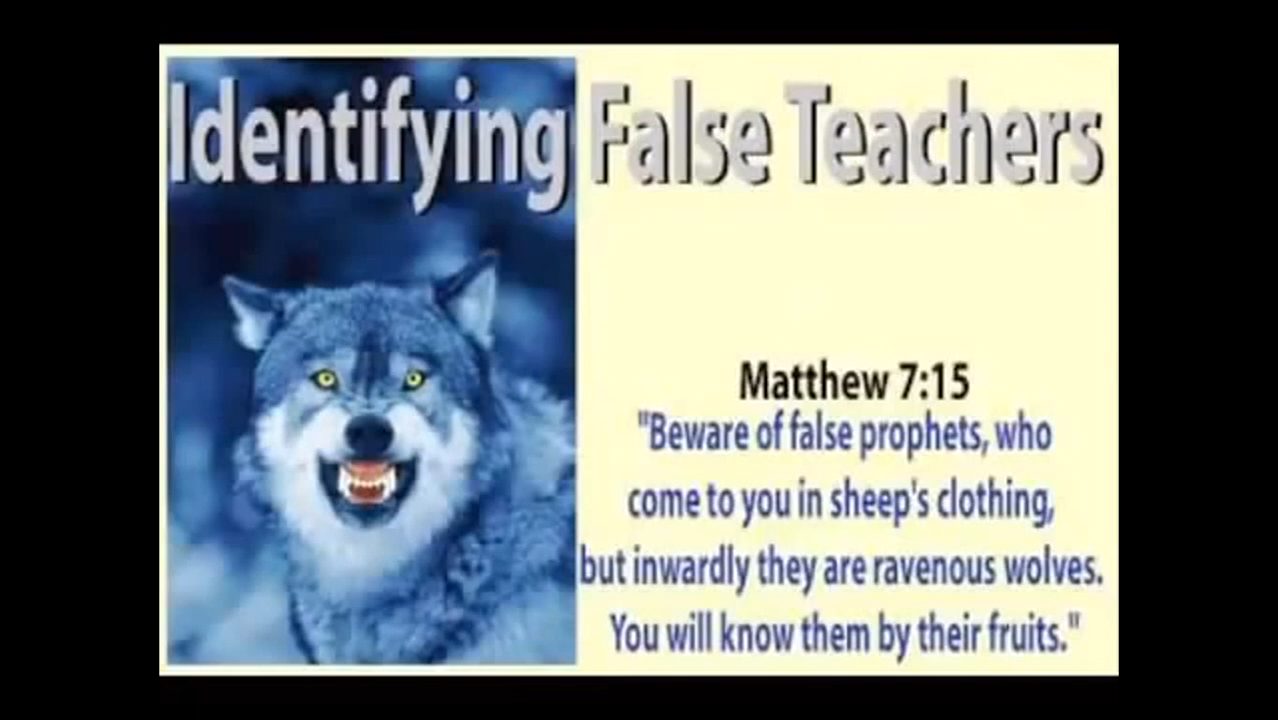 Identifying False Teachers
Matthew 7:15
"Beware of false prophets, who
come to you in sheep's clothing,
but inwardly they are ravenous wolves.
You will know them by their fruits."